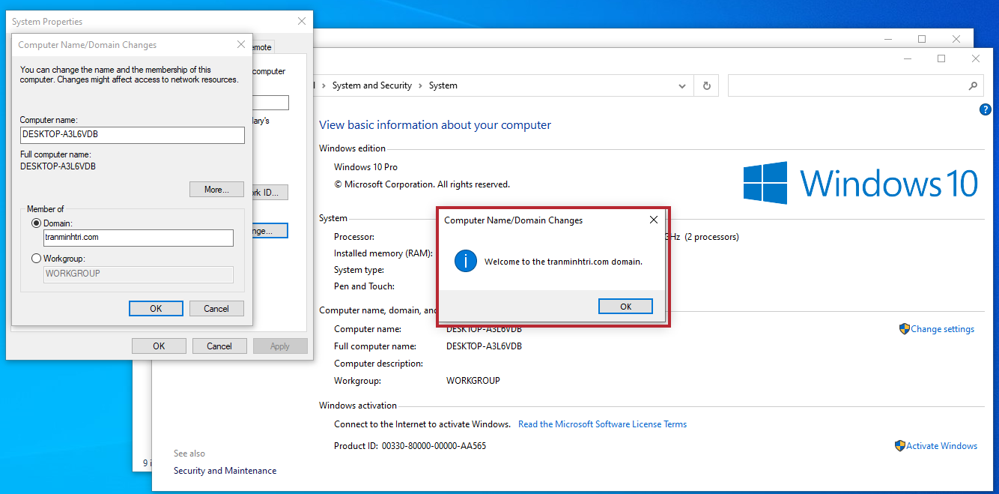 System Properties
Computer Name/Domain Changes
You can change the name and the membership of this
computer. Changes might affect access to network resources.
Computer name:
DESKTOP-A3L6VDB
Full computer name:
DESKTOP-A3L6VDB
More...
Member of
Domain:
tranminhtri.com
Workgroup:
WORKGROUP
OK
Cancel
computer
OK
Cancel
Apply
System and Security
System
View basic information about your computer
Windows edition
Windows 10 Pro
© Microsoft Corporation. All rights reserved.
Windows 10
System
Processor:
GHz (2 processors)
Installed memory (RAM):
System type:
Pen and Touch:
Computer Name/Domain Changes
Welcome to the tranminhtri.com domain.
OK
Computer name, domain, and
Computer name:
DESKTOP-A3L6VDB
Change settings
Full computer name:
DESKTOP-A3L6VDB
Computer description:
Workgroup:
WORKGROUP
Windows activation
Connect to the Internet to activate Windows. Read the Microsoft Software License Terms
Product ID: 00330-80000-00000-AA565
Activate Windows
See also
Security and Maintenance
9